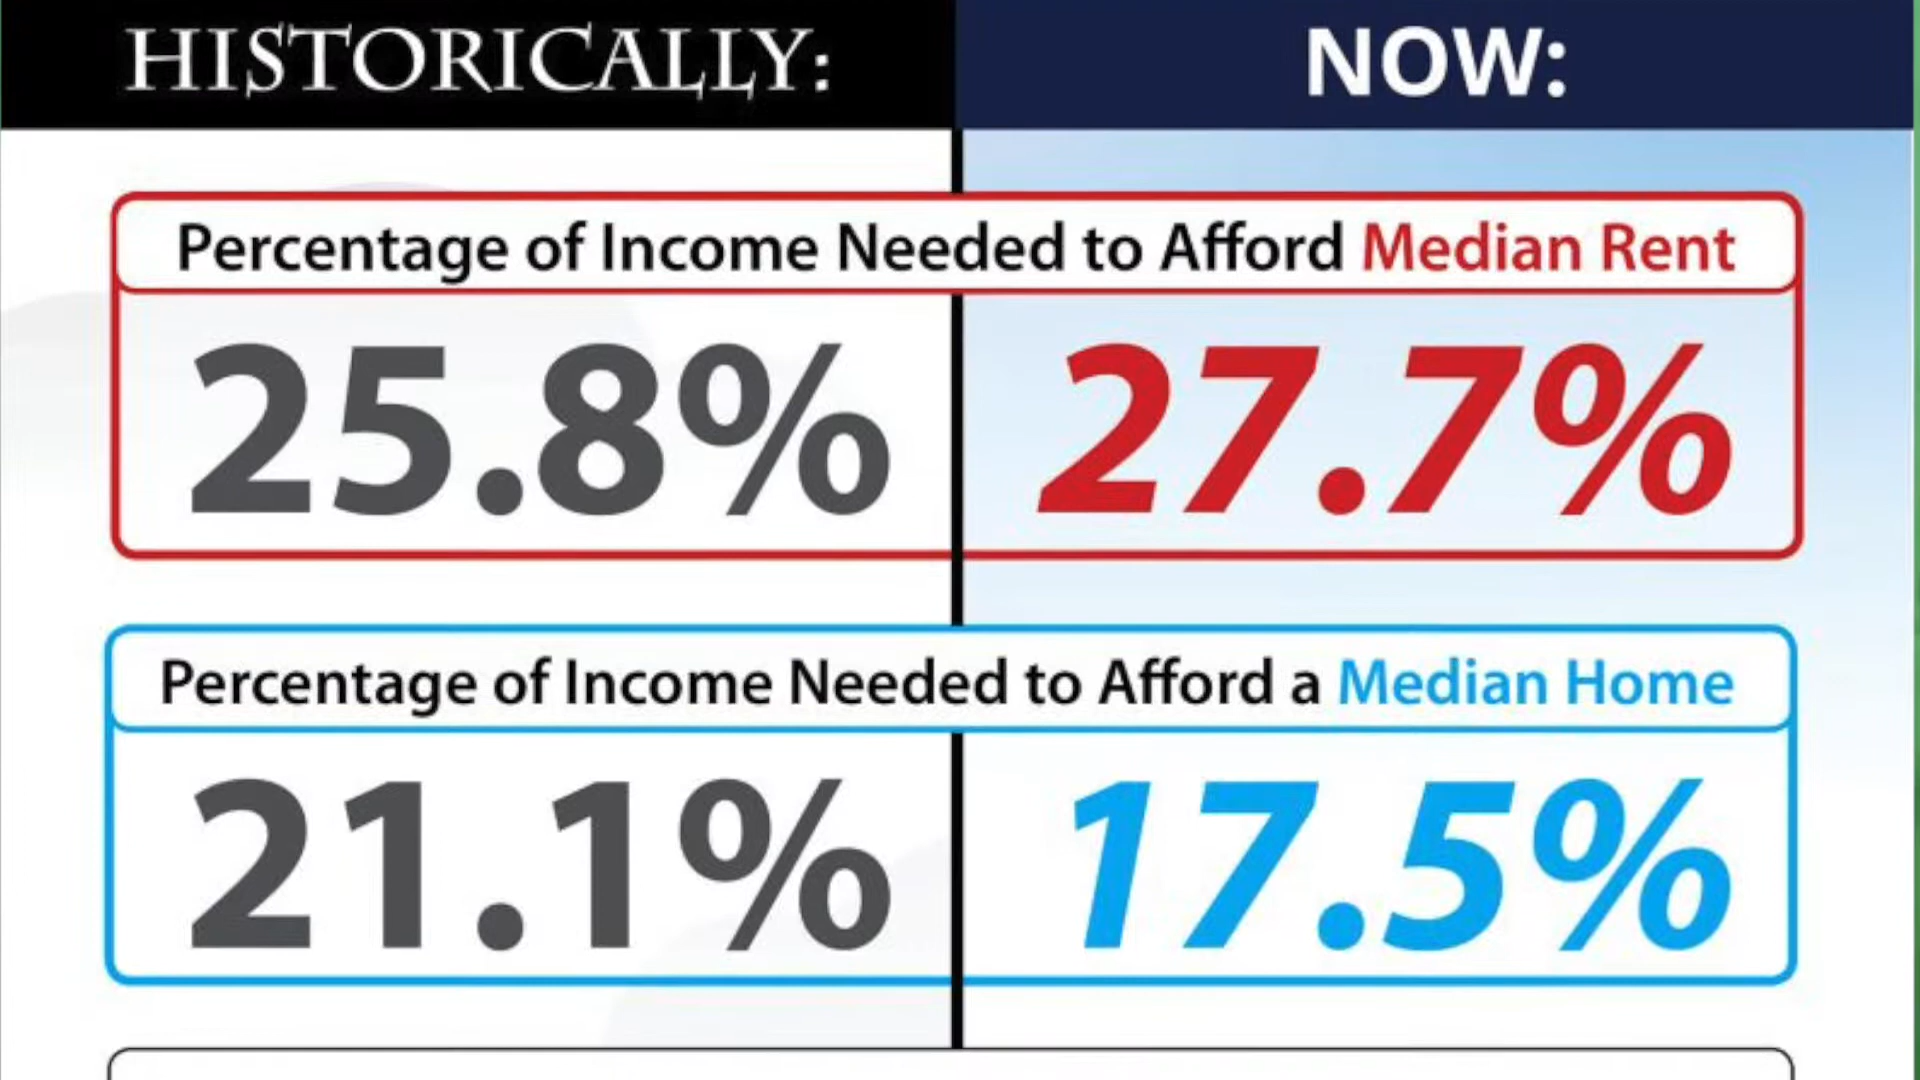 HISTORICALLY:
NOW:
Percentage of Income Needed to Afford Median Rent
25.8%
27.7%
Percentage of Income Needed to Afford a Median Home
21.1%
17.5%